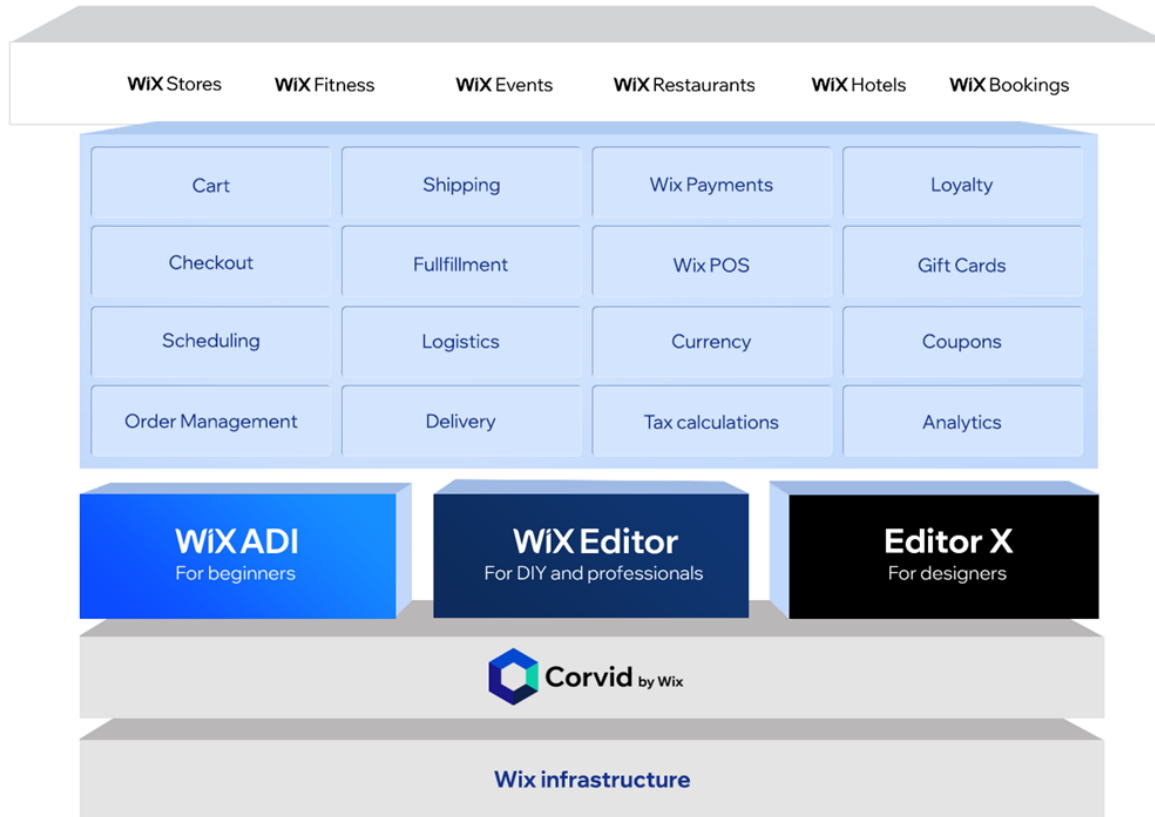 WiX Stores WiX Fitness WiX Events WiX Restaurants WiX Hotels WiX Bookings
Cart Shipping Wix Payments Loyalty
Checkout Fullfillment Wix POS Gift Cards
Scheduling Logistics Currency Coupons
Order Management Delivery Tax calculations Analytics
WiX ADI
For beginners
WiX Editor
For DIY and professionals
Editor X
For designers
Corvid by Wix
Wix infrastructure